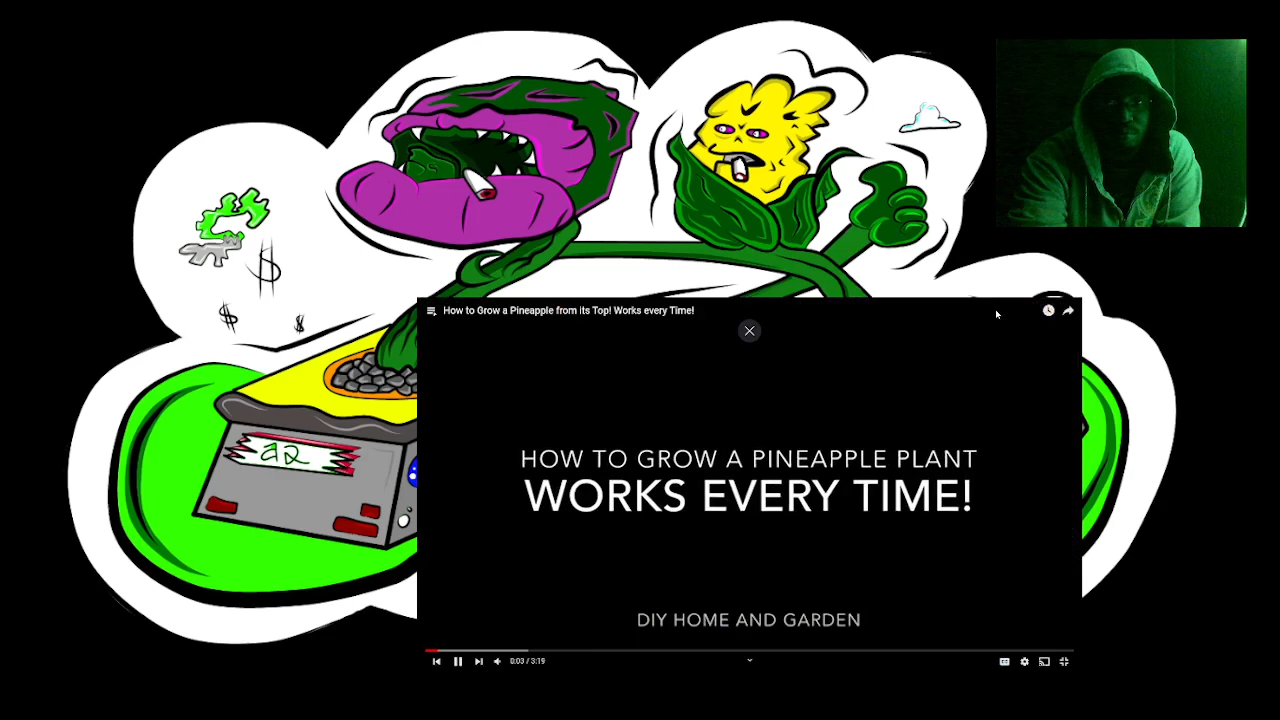 How to Grow a Pineapple from its Top! Works every Time!
HOW TO GROW A PINEAPPLE PLANT
WORKS EVERY TIME!
DIY HOME AND GARDEN
0:03 / 3:19
$
$
$